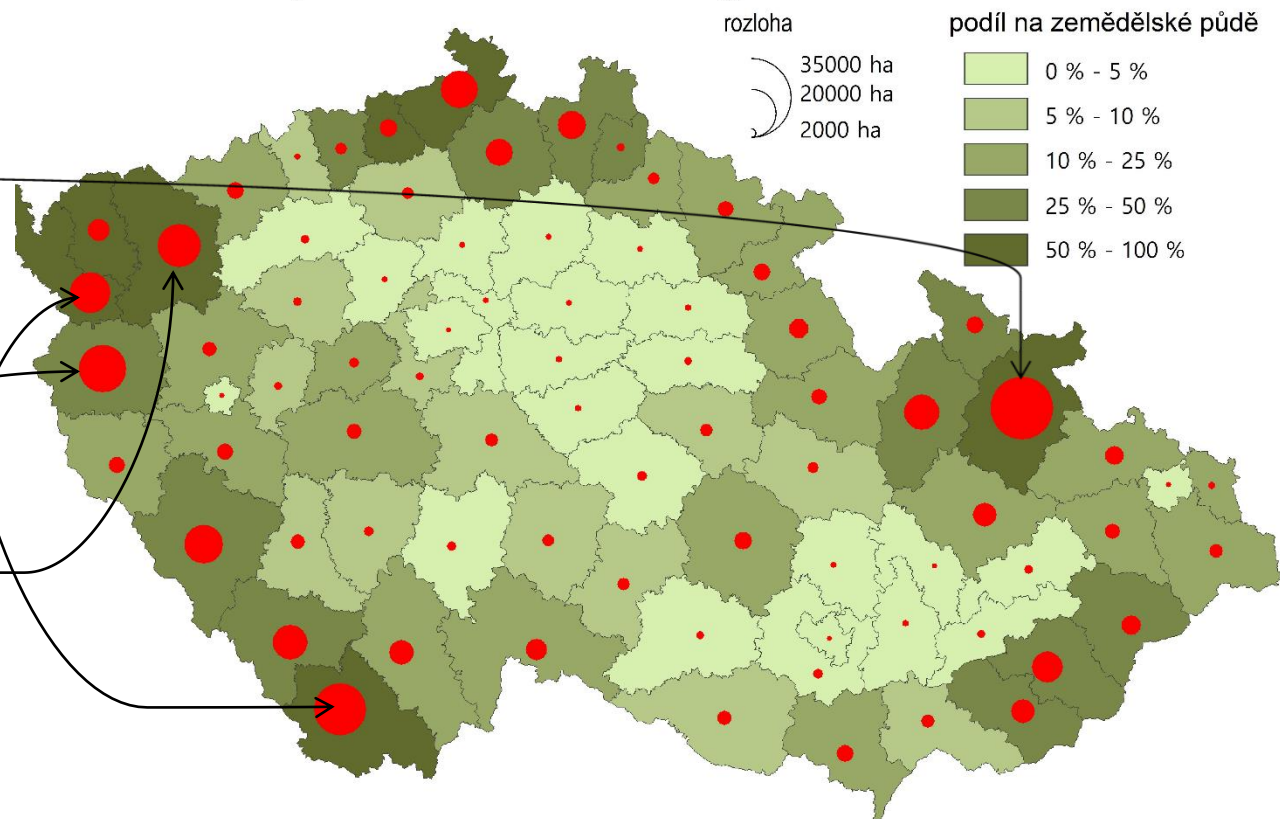 rozloha
35000 ha
20000 ha
2000 ha
podíl na zemědělské půdě
0 % - 5 %
5 % - 10 %
10 % - 25 %
25 % - 50 %
50 % - 100 %